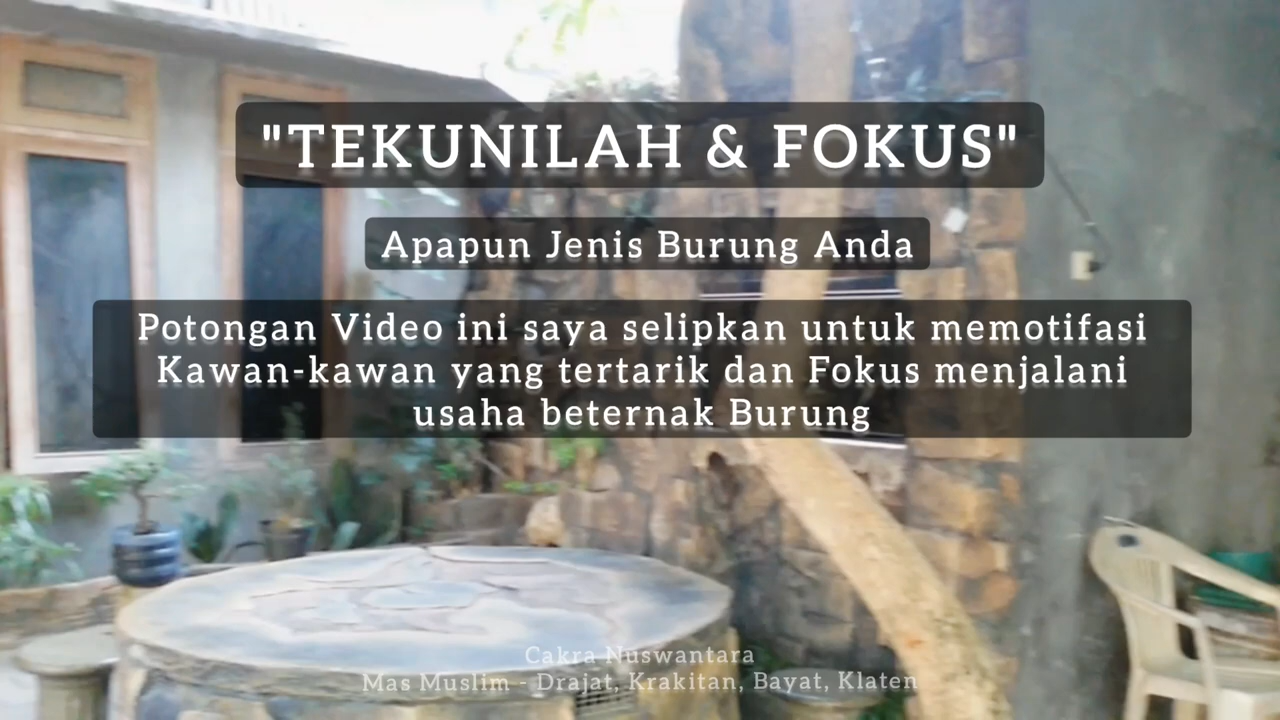 "TEKUNILAH & FOKUS"
Apapun Jenis Burung Anda
Potongan Video ini saya selipkan untuk memotifasi
Kawan-kawan yang tertarik dan Fokus menjalani
usaha beternak Burung
Cakra Nuswantara
Mas Muslim - Drajat, Krakitan, Bayat, Klaten